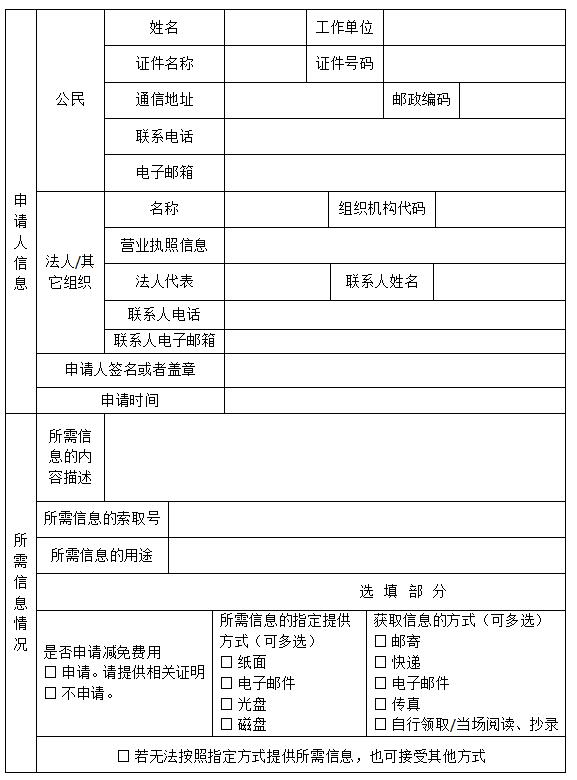 申请人信息
公民
姓名
工作单位
证件名称
证件号码
通信地址
邮政编码
联系电话
电子邮箱
法人/其
它组织
名称
组织机构代码
营业执照信息
法人代表
联系人姓名
联系人电话
联系人电子邮箱
申请人签名或者盖章
申请时间
所需信息情况
所需信
息的内
容描述
所需信息的索取号
所需信息的用途
选 填 部 分
是否申请减免费用
□ 申请。请提供相关证明
□ 不申请。
所需信息的指定提供
方式（可多选）
□ 纸面
□ 电子邮件
□ 光盘
□ 磁盘
获取信息的方式（可多选）
□ 邮寄
□ 快递
□ 电子邮件
□ 传真
□ 自行领取/当场阅读、抄录
□ 若无法按照指定方式提供所需信息，也可接受其他方式